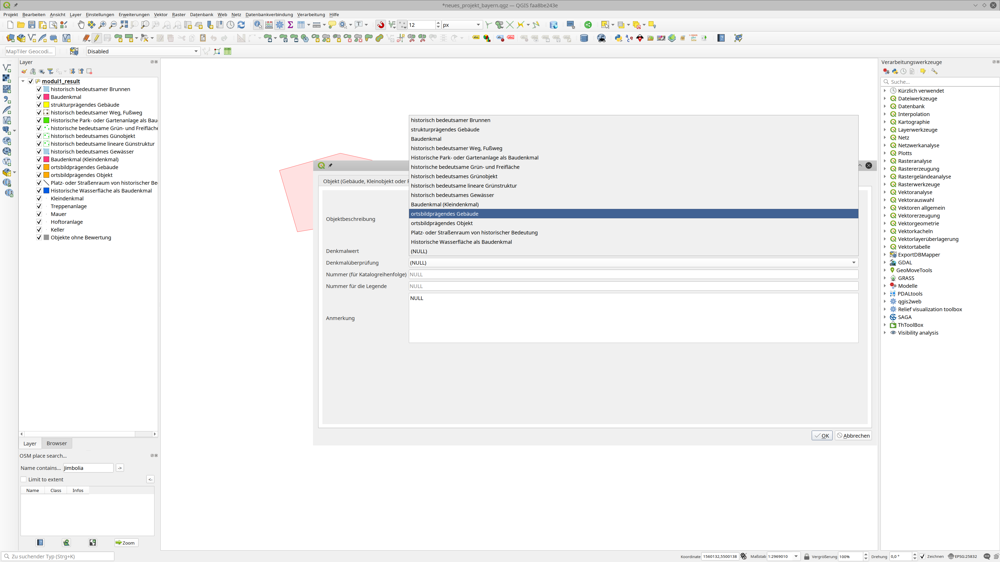 *neues_projekt_bayern.qgz — QGIS faa8be243e
Projekt Bearbeiten Ansicht Layer Einstellungen Erweiterungen Vektor Raster Datenbank Web Netz Datenbankverbindung Verarbeitung Hilfe
12 px
MapTiler Geocodi... Disabled
Layer
modul1_result
historisch bedeutsamer Brunnen
Baudenkmal
strukturprägendes Gebäude
historisch bedeutsamer Weg, Fußweg
Historische Park- oder Gartenanlage als Bau
historische bedeutsame Grün- und Freifläche
historisch bedeutsames Günobjekt
historisch bedeutsame lineare Günstruktur
historisch bedeutsames Gewässer
Baudenkmal (Kleindenkmal)
ortsbildprägendes Gebäude
ortsbildprägendes Objekt
Platz- oder Straßenraum von historischer Be
Historische Wasserfläche als Baudenkmal
Kleindenkmal
Treppenanlage
Mauer
Hoftoranlage
Keller
Objekte ohne Bewertung
Layer Browser
OSM place search...
Name contains... Jimbolia ->
Limit to extent <-
Name Class Infos
Zoom
Objekt (Gebäude, Kleinobjekt oder F
Objektbeschreibung
historisch bedeutsamer Brunnen
strukturprägendes Gebäude
Baudenkmal
historisch bedeutsamer Weg, Fußweg
Historische Park- oder Gartenanlage als Baudenkmal
historische bedeutsame Grün- und Freifläche
historisch bedeutsames Grünobjekt
historisch bedeutsame lineare Grünstruktur
historisch bedeutsames Gewässer
Baudenkmal (Kleindenkmal)
ortsbildprägendes Gebäude
ortsbildprägendes Objekt
Platz- oder Straßenraum von historischer Bedeutung
Historische Wasserfläche als Baudenkmal
Denkmalwert (NULL)
Denkmalüberprüfung (NULL)
Nummer (für Katalogreihenfolge) NULL
Nummer für die Legende NULL
Anmerkung NULL
OK Abbrechen
Verarbeitungswerkzeuge
Suche...
Kürzlich verwendet
Dateiwerkzeuge
Datenbank
Interpolation
Kartographie
Layerwerkzeuge
Netz
Netzwerkanalyse
Plotts
Rasteranalyse
Rastererzeugung
Rastergeländeanalyse
Rasterwerkzeuge
Vektoranalyse
Vektorauswahl
Vektoren allgemein
Vektorerzeugung
Vektorgeometrie
Vektorkacheln
Vektorlayerüberlagerung
Vektortabelle
ExportDBMapper
GDAL
GeoMoveTools
GRASS
Modelle
PDALtools
qgis2web
Relief visualization toolbox
SAGA
ThToolBox
Visibility analysis
Zu suchender Typ (Strg+K) Koordinate 1560132,5500138 Maßstab 1:2969010 Vergrößerung 100% Drehung 0,0 ° Zeichnen EPSG:25832